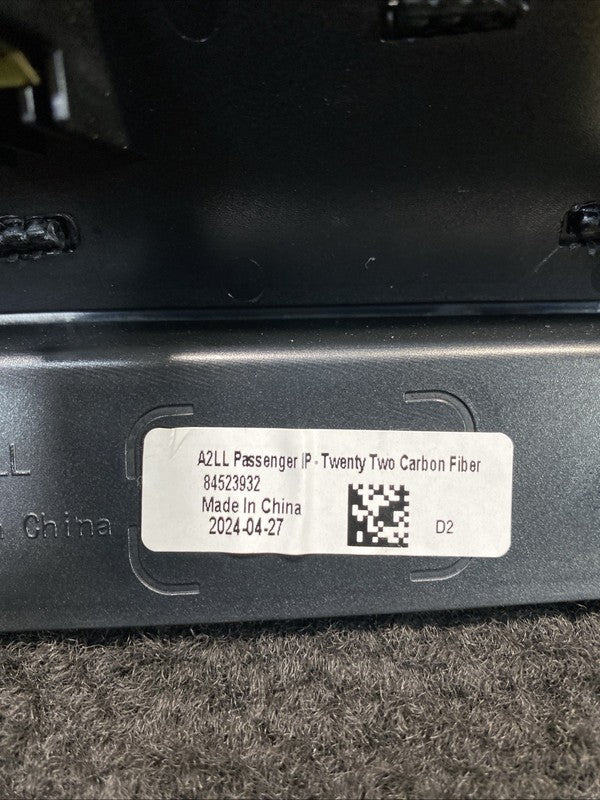 A2LL Passenger IP - Twenty Two Carbon Fiber
84523932
Made In China
2024-04-27
D2
LL
China